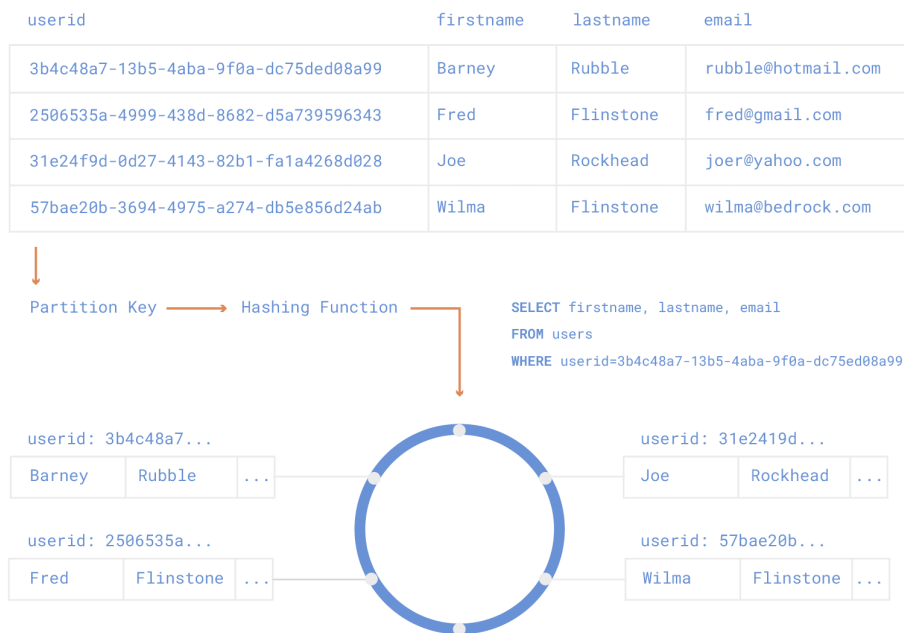 userid firstname lastname email
3b4c48a7-13b5-4aba-9f0a-dc75ded08a99 Barney Rubble rubble@hotmail.com
2506535a-4999-438d-8682-d5a739596343 Fred Flinstone fred@gmail.com
31e24f9d-0d27-4143-82b1-fa1a4268d028 Joe Rockhead joer@yahoo.com
57bae20b-3694-4975-a274-db5e856d24ab Wilma Flinstone wilma@bedrock.com
Partition Key Hashing Function
SELECT firstname, lastname, email
FROM users
WHERE userid=3b4c48a7-13b5-4aba-9f0a-dc75ed08a99
userid: 3b4c48a7...
Barney Rubble ...
userid: 31e2419d...
Joe Rockhead ...
userid: 2506535a...
Fred Flinstone ...
userid: 57bae20b...
Wilma Flinstone ...